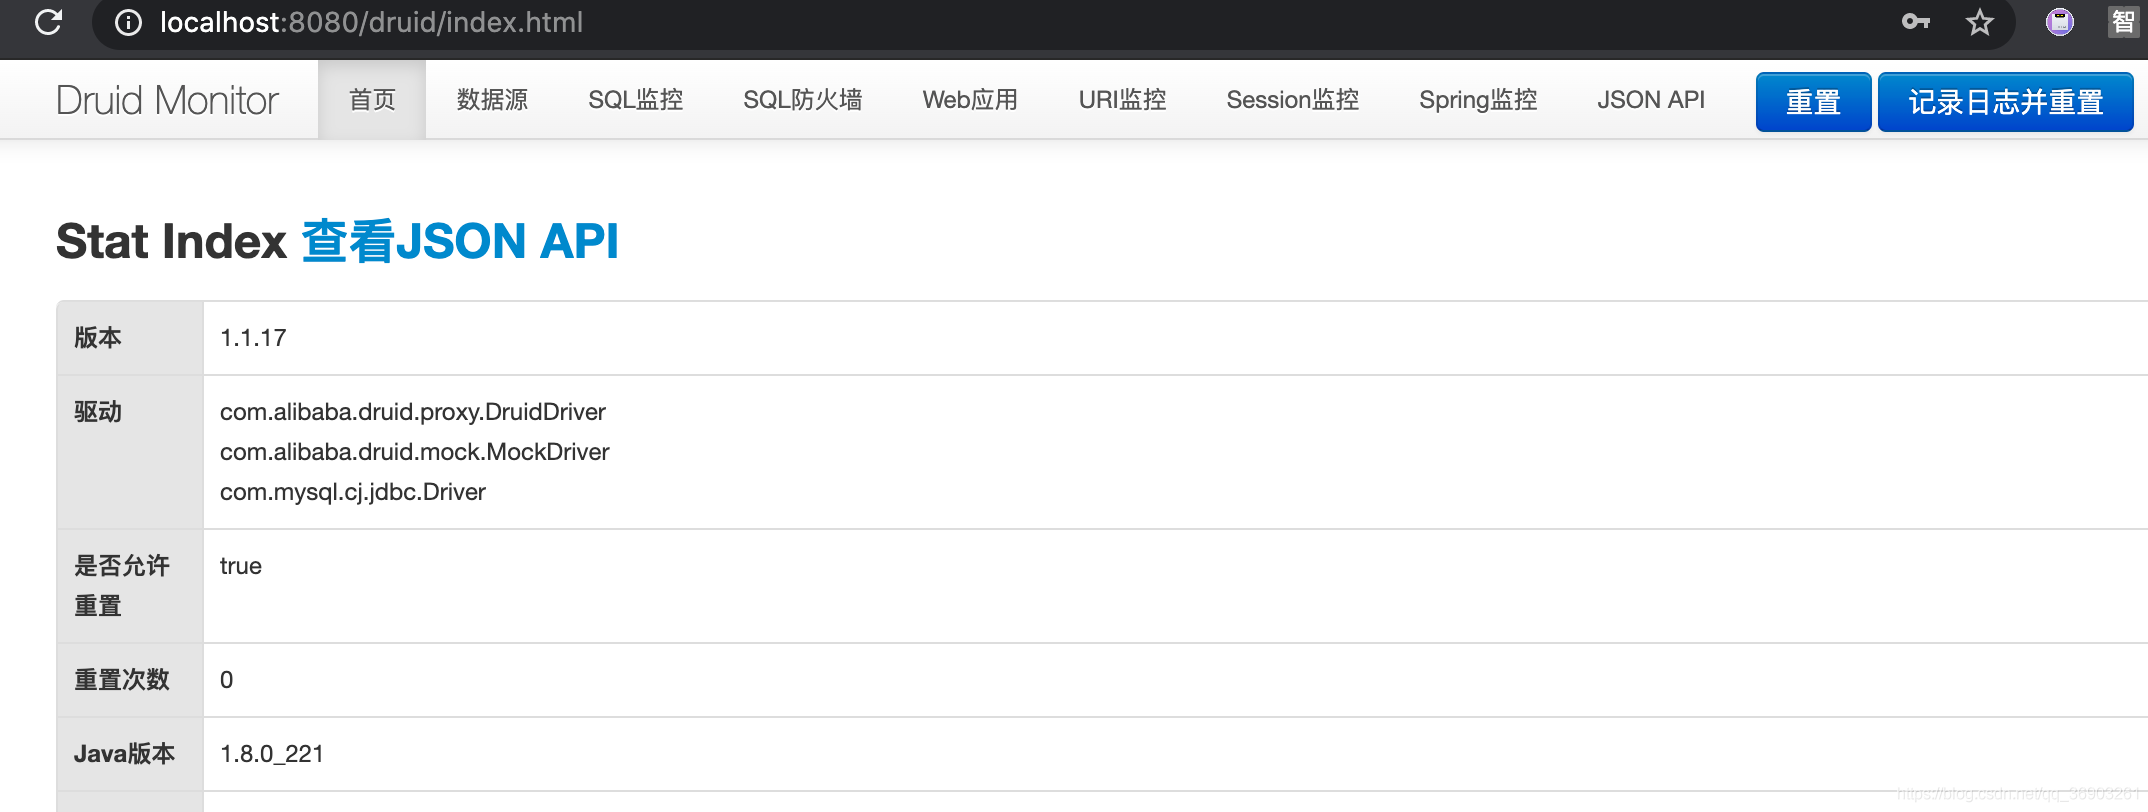 localhost:8080/druid/index.html
智
Druid Monitor 首页 数据源 SQL监控 SQL防火墙 Web应用 URI监控 Session监控 Spring监控 JSON API 重置 记录日志并重置
Stat Index 查看JSON API
版本 1.1.17
驱动 com.alibaba.druid.proxy.DruidDriver
com.alibaba.druid.mock.MockDriver
com.mysql.cj.jdbc.Driver
是否允许 true
重置
重置次数 0
Java版本 1.8.0_221
https://blog.csdn.net/qq_36903261